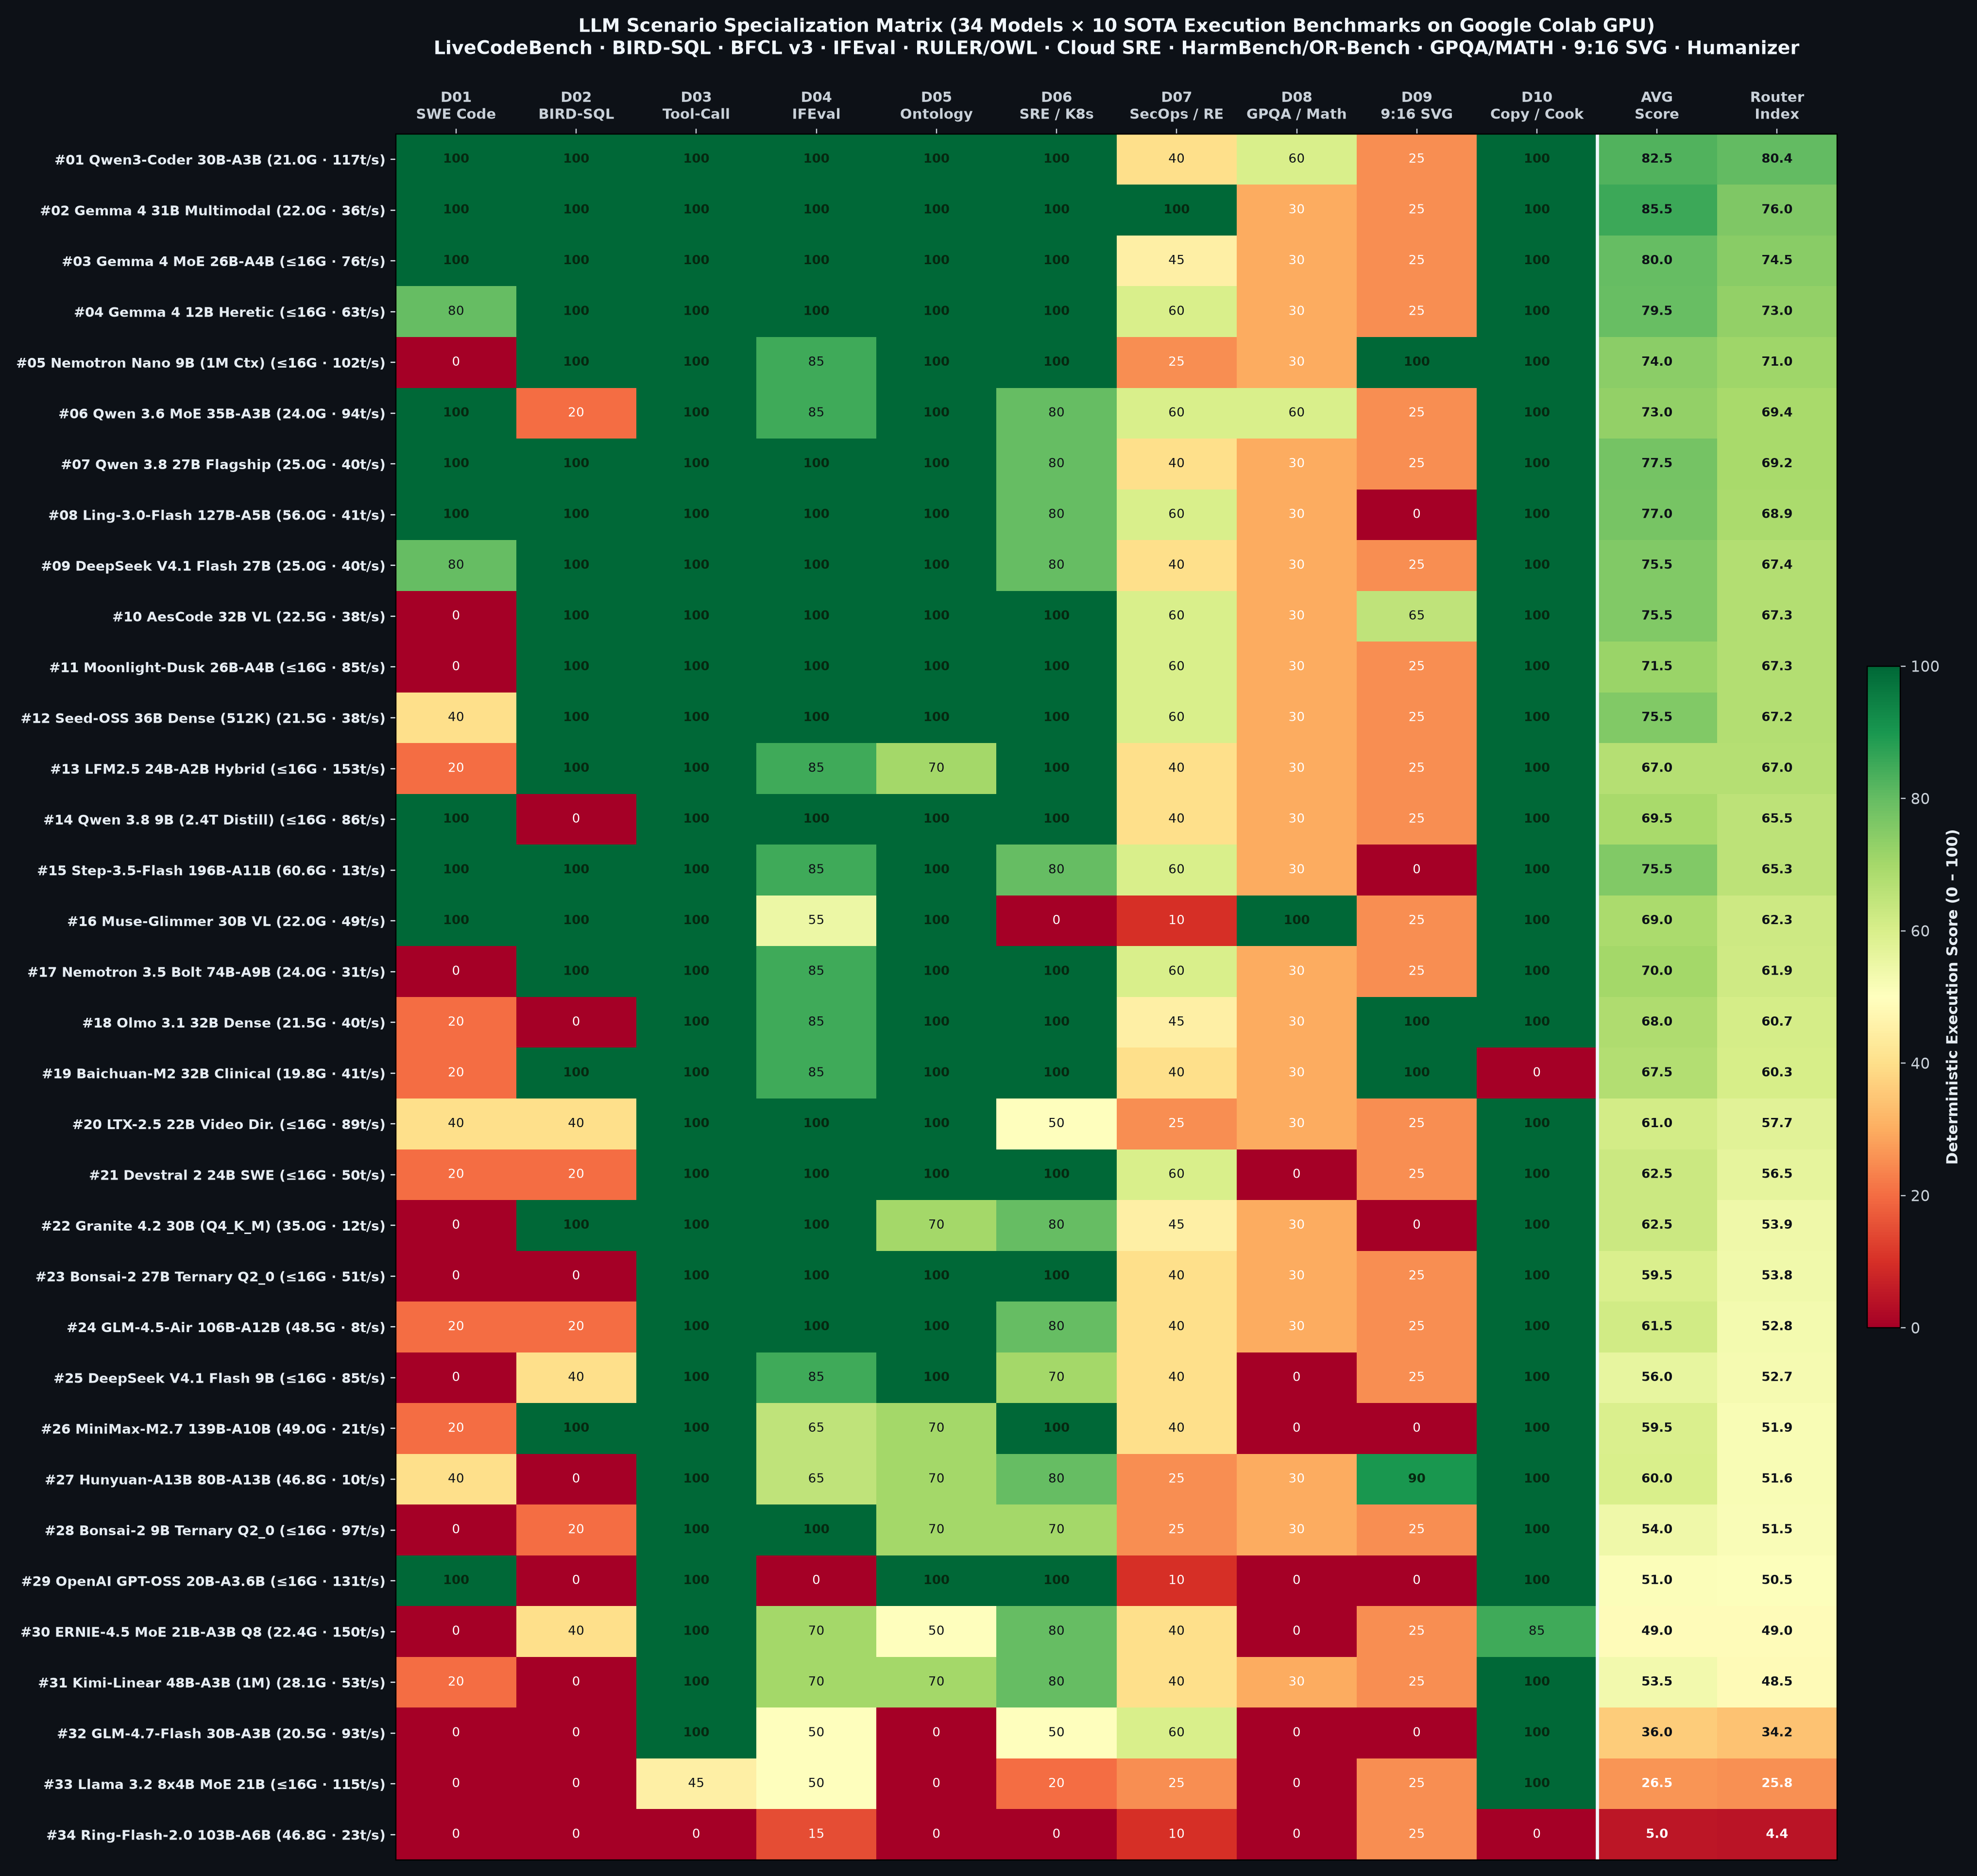 LLM Scenario Specialization Matrix (34 Models × 10 SOTA Execution Benchmarks on Google Colab GPU)
LiveCodeBench · BIRD-SQL · BFCL v3 · IFEval · RULER/OWL · Cloud SRE · HarmBench/OR-Bench · GPQA/MATH · 9:16 SVG · Humanizer
D01 D02 D03 D04 D05 D06 D07 D08 D09 D10 AVG Router
SWE Code BIRD-SQL Tool-Call IFEval Ontology SRE / K8s SecOps / RE GPQA / Math 9:16 SVG Copy / Cook Score Index
#01 Qwen3-Coder 30B-A3B (21.0G · 117t/s) 100 100 100 100 100 100 40 60 25 100 82.5 80.4
#02 Gemma 4 31B Multimodal (22.0G · 36t/s) 100 100 100 100 100 100 100 30 25 100 85.5 76.0
#03 Gemma 4 MoE 26B-A4B (≤16G · 76t/s) 100 100 100 100 100 100 45 30 25 100 80.0 74.5
#04 Gemma 4 12B Heretic (≤16G · 63t/s) 80 100 100 100 100 100 60 30 25 100 79.5 73.0
#05 Nemotron Nano 9B (1M Ctx) (≤16G · 102t/s) 0 100 100 85 100 100 25 30 100 100 74.0 71.0
#06 Qwen 3.6 MoE 35B-A3B (24.0G · 94t/s) 100 20 100 85 100 80 60 60 25 100 73.0 69.4
#07 Qwen 3.8 27B Flagship (25.0G · 40t/s) 100 100 100 100 100 80 40 30 25 100 77.5 69.2
#08 Ling-3.0-Flash 127B-A5B (56.0G · 41t/s) 100 100 100 100 100 80 60 30 0 100 77.0 68.9
#09 DeepSeek V4.1 Flash 27B (25.0G · 40t/s) 80 100 100 100 100 80 40 30 25 100 75.5 67.4
#10 AesCode 32B VL (22.5G · 38t/s) 0 100 100 100 100 100 60 30 65 100 75.5 67.3
#11 Moonlight-Dusk 26B-A4B (≤16G · 85t/s) 0 100 100 100 100 100 60 30 25 100 71.5 67.3
#12 Seed-OSS 36B Dense (512K) (21.5G · 38t/s) 40 100 100 100 100 100 60 30 25 100 75.5 67.2
#13 LFM2.5 24B-A2B Hybrid (≤16G · 153t/s) 20 100 100 85 70 100 40 30 25 100 67.0 67.0
#14 Qwen 3.8 9B (2.4T Distill) (≤16G · 86t/s) 100 0 100 100 100 100 40 30 25 100 69.5 65.5
#15 Step-3.5-Flash 196B-A11B (60.6G · 13t/s) 100 100 100 85 100 80 60 30 0 100 75.5 65.3
#16 Muse-Glimmer 30B VL (22.0G · 49t/s) 100 100 100 55 100 0 10 100 25 100 69.0 62.3
#17 Nemotron 3.5 Bolt 74B-A9B (24.0G · 31t/s) 0 100 100 85 100 100 60 30 25 100 70.0 61.9
#18 Olmo 3.1 32B Dense (21.5G · 40t/s) 20 0 100 85 100 100 45 30 100 100 68.0 60.7
#19 Baichuan-M2 32B Clinical (19.8G · 41t/s) 20 100 100 85 100 100 40 30 100 0 67.5 60.3
#20 LTX-2.5 22B Video Dir. (≤16G · 89t/s) 40 40 100 100 100 50 25 30 25 100 61.0 57.7
#21 Devstral 2 24B SWE (≤16G · 50t/s) 20 20 100 100 100 100 60 0 25 100 62.5 56.5
#22 Granite 4.2 30B (Q4_K_M) (35.0G · 12t/s) 0 100 100 100 70 80 45 30 0 100 62.5 53.9
#23 Bonsai-2 27B Ternary Q2_0 (≤16G · 51t/s) 0 0 100 100 100 100 40 30 25 100 59.5 53.8
#24 GLM-4.5-Air 106B-A12B (48.5G · 8t/s) 20 20 100 100 100 80 40 30 25 100 61.5 52.8
#25 DeepSeek V4.1 Flash 9B (≤16G · 85t/s) 0 40 100 85 100 70 40 0 25 100 56.0 52.7
#26 MiniMax-M2.7 139B-A10B (49.0G · 21t/s) 20 100 100 65 70 100 40 0 0 100 59.5 51.9
#27 Hunyuan-A13B 80B-A13B (46.8G · 10t/s) 40 0 100 65 70 80 25 30 90 100 60.0 51.6
#28 Bonsai-2 9B Ternary Q2_0 (≤16G · 97t/s) 0 20 100 100 70 70 25 30 25 100 54.0 51.5
#29 OpenAI GPT-OSS 20B-A3.6B (≤16G · 131t/s) 100 0 100 0 100 100 10 0 0 100 51.0 50.5
#30 ERNIE-4.5 MoE 21B-A3B Q8 (22.4G · 150t/s) 0 40 100 70 50 80 40 0 25 85 49.0 49.0
#31 Kimi-Linear 48B-A3B (1M) (28.1G · 53t/s) 20 0 100 70 70 80 40 30 25 100 53.5 48.5
#32 GLM-4.7-Flash 30B-A3B (20.5G · 93t/s) 0 0 100 50 0 50 60 0 0 100 36.0 34.2
#33 Llama 3.2 8x4B MoE 21B (≤16G · 115t/s) 0 0 45 50 0 20 25 0 25 100 26.5 25.8
#34 Ring-Flash-2.0 103B-A6B (46.8G · 23t/s) 0 0 0 15 0 0 10 0 25 0 5.0 4.4
100
80
60
40
20
0
Deterministic Execution Score (0 – 100)